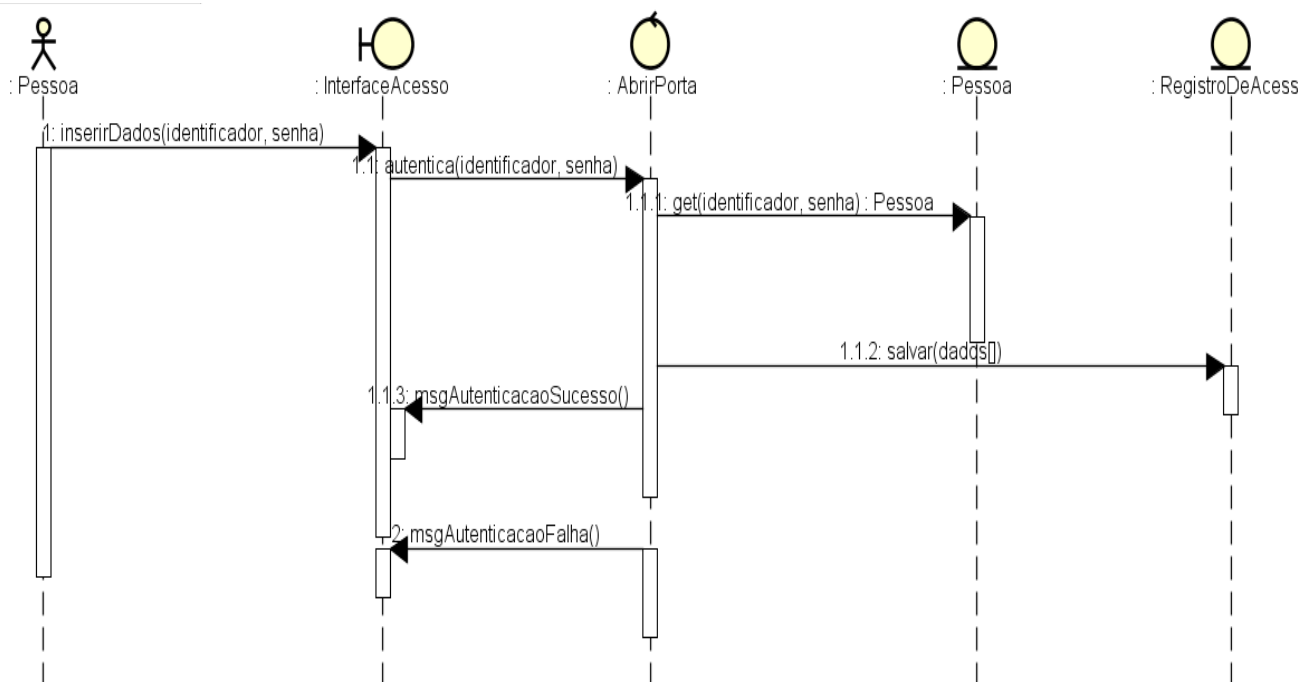 : Pessoa
: InterfaceAcesso
: AbrirPorta
: Pessoa
: RegistroDeAcess
1: inserirDados(identificador, senha)
1.1: autentica(identificador, senha)
1.1.1: get(identificador, senha) : Pessoa
1.1.2: salvar(dados[])
1.1.3: msgAutenticacaoSucesso()
2: msgAutenticacaoFalha()